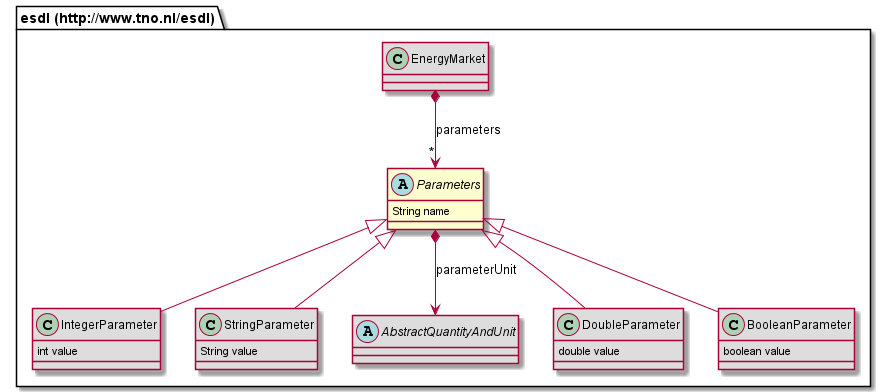 esdl (http://www.tno.nl/esdl)
C EnergyMarket
parameters
*
A Parameters
String name
parameterUnit
C IntegerParameter
int value
C StringParameter
String value
A AbstractQuantityAndUnit
C DoubleParameter
double value
C BooleanParameter
boolean value